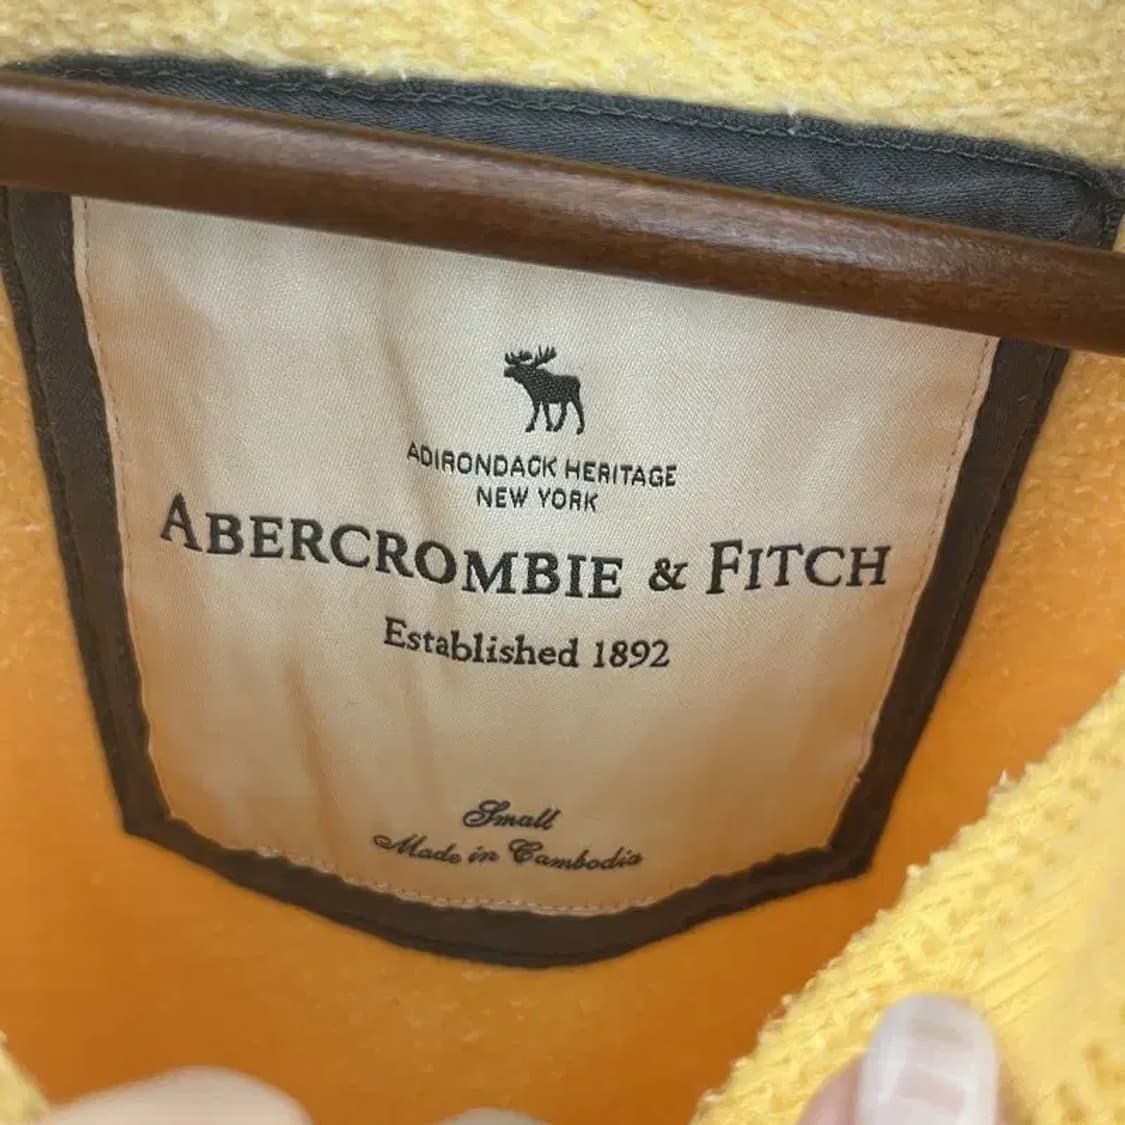 ADIRONDACK HERITAGE
NEW YORK
ABERCROMBIE & FITCH
Established 1892
Small
Made in Cambodia